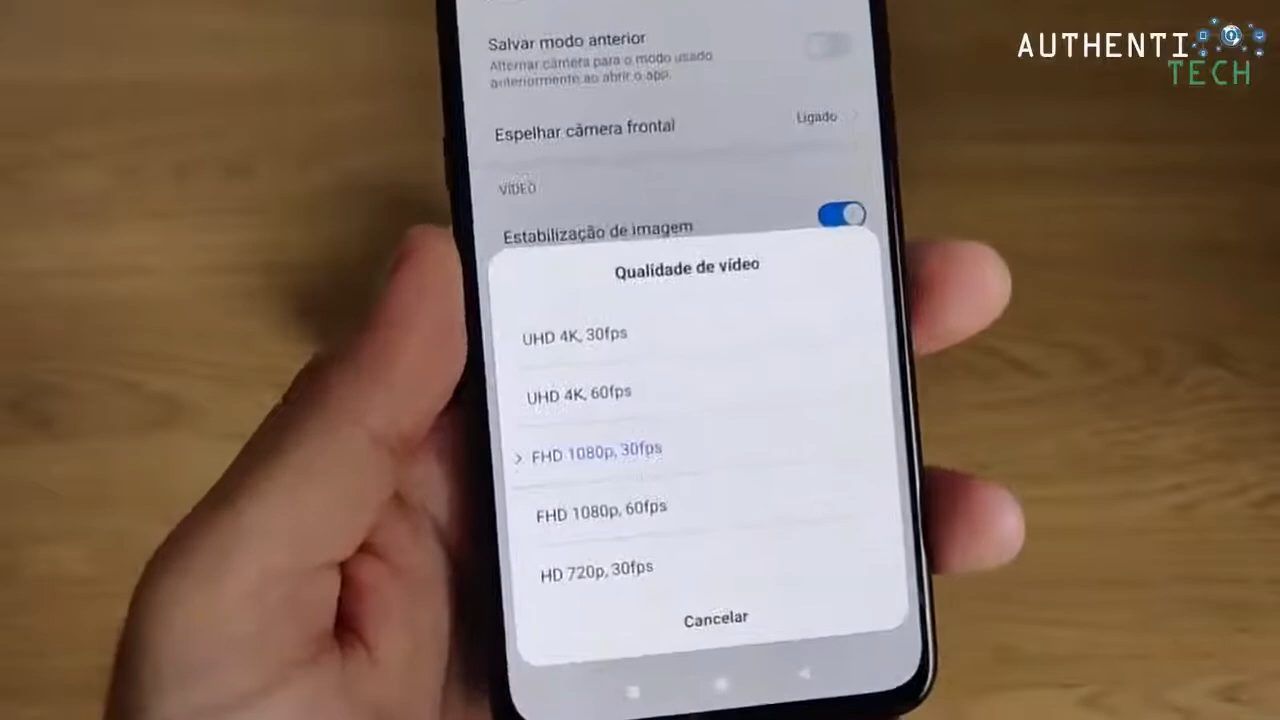 AUTHENTI
TECH
Salvar modo anterior
Alternar câmera para o modo usado
anteriormente ao abrir o app.
Espelhar câmera frontal
Ligado
VÍDEO
Estabilização de imagem
Qualidade de vídeo
UHD 4K, 30fps
UHD 4K, 60fps
FHD 1080p, 30fps
FHD 1080p, 60fps
HD 720p, 30fps
Cancelar